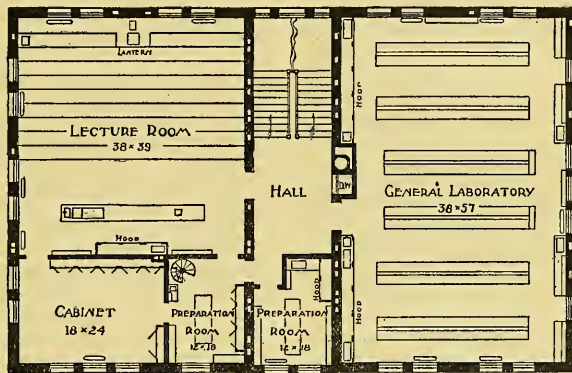 LANTERN
LECTURE ROOM
38×39
HALL
HOOD
D.W.
GENERAL LABORATORY
38×57
HOOD
CABINET
18×24
PREPARATION
ROOM
12×18
HOOD
PREPARATION
ROOM
12×18
HOOD